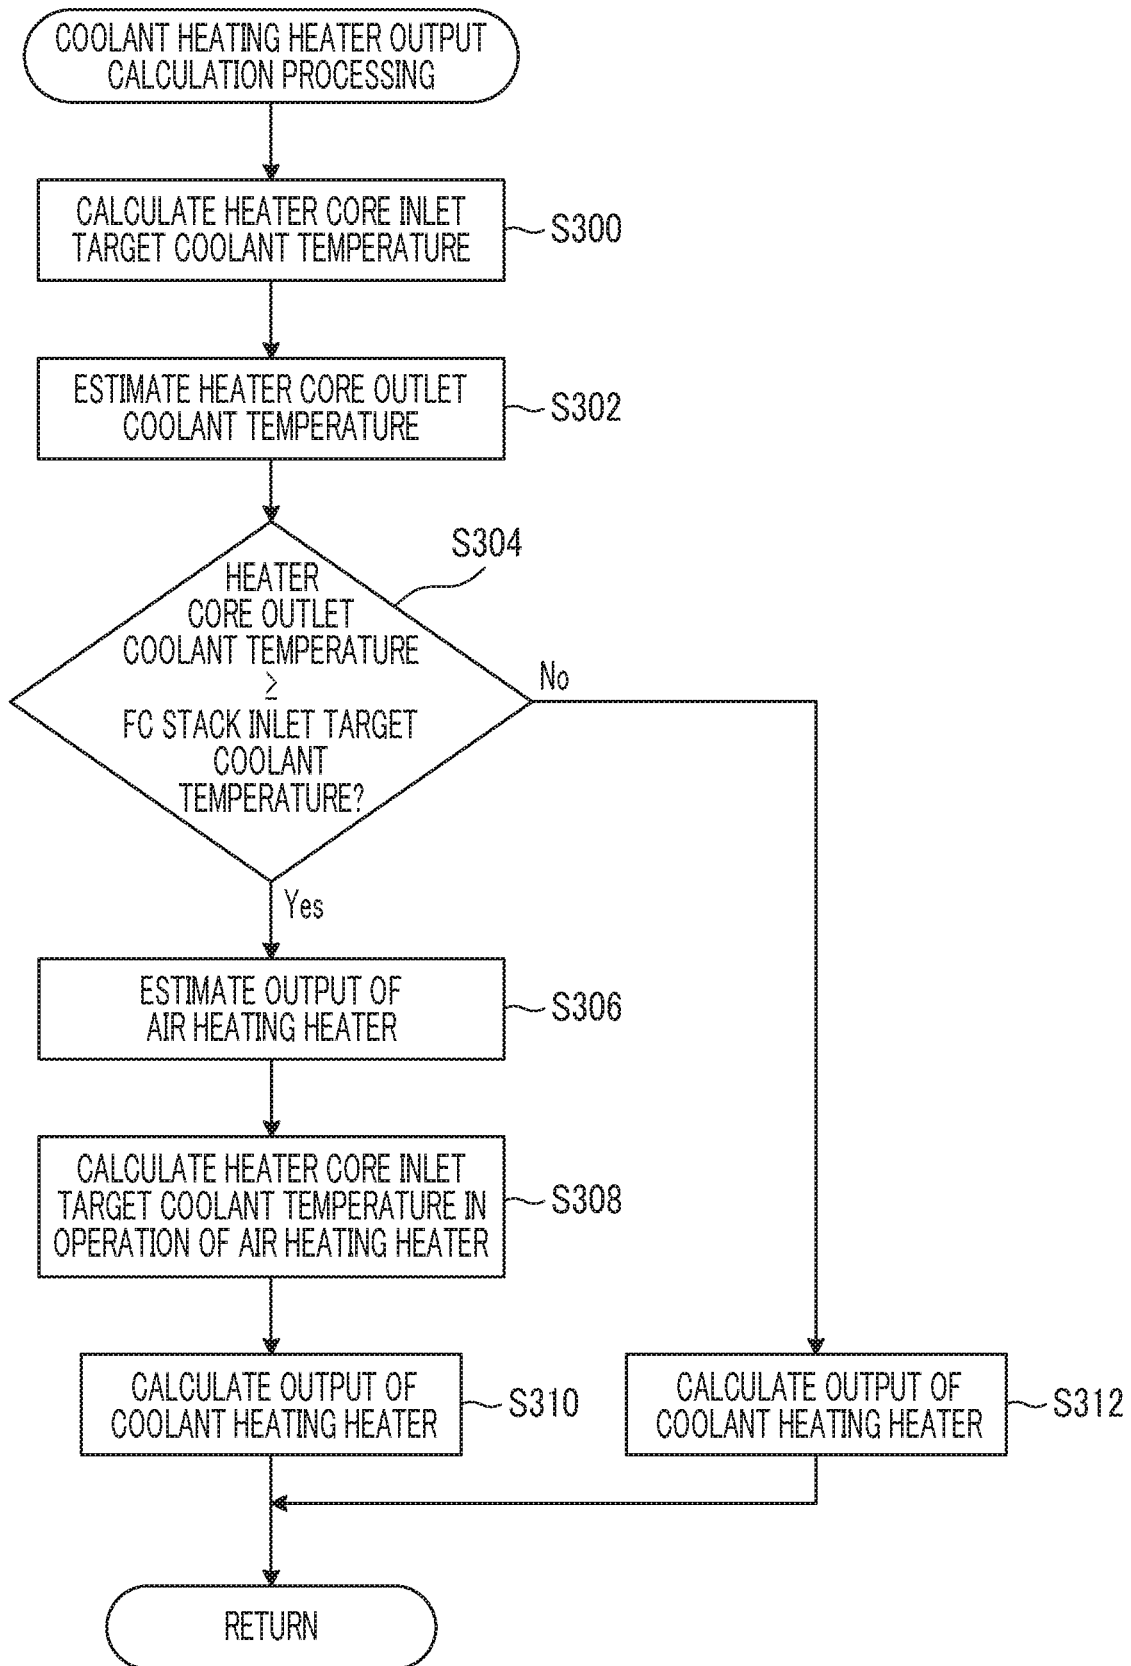 COOLANT HEATING HEATER OUTPUT
CALCULATION PROCESSING
CALCULATE HEATER CORE INLET
TARGET COOLANT TEMPERATURE
S300
ESTIMATE HEATER CORE OUTLET
COOLANT TEMPERATURE
S302
S304
HEATER
CORE OUTLET
COOLANT TEMPERATURE
≥
FC STACK INLET TARGET
COOLANT
TEMPERATURE?
No
Yes
ESTIMATE OUTPUT OF
AIR HEATING HEATER
S306
CALCULATE HEATER CORE INLET
TARGET COOLANT TEMPERATURE IN
OPERATION OF AIR HEATING HEATER
S308
CALCULATE OUTPUT OF
COOLANT HEATING HEATER
S310
CALCULATE OUTPUT OF
COOLANT HEATING HEATER
S312
RETURN